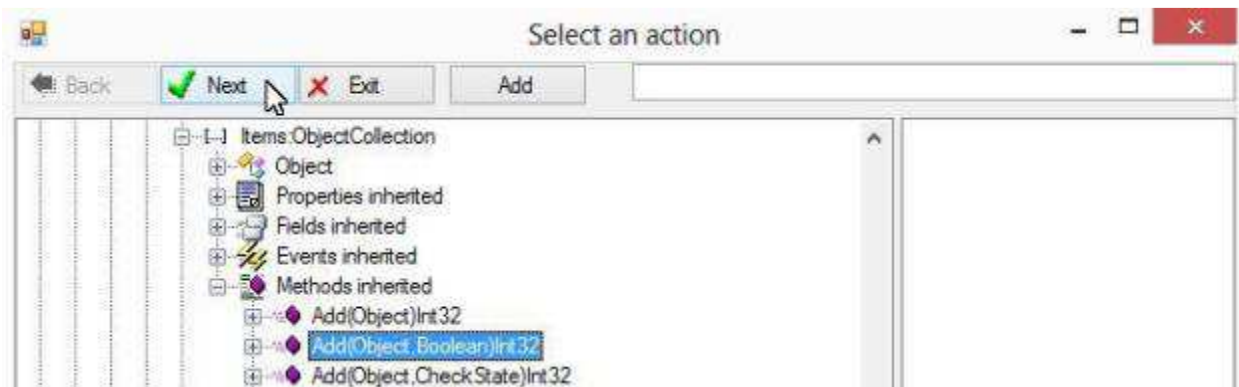 Select an action
Back Next Exit Add
Items:ObjectCollection
Object
Properties inherited
Fields inherited
Events inherited
Methods inherited
Add(Object)Int32
Add(Object,Boolean)Int32
Add(Object,CheckState)Int32